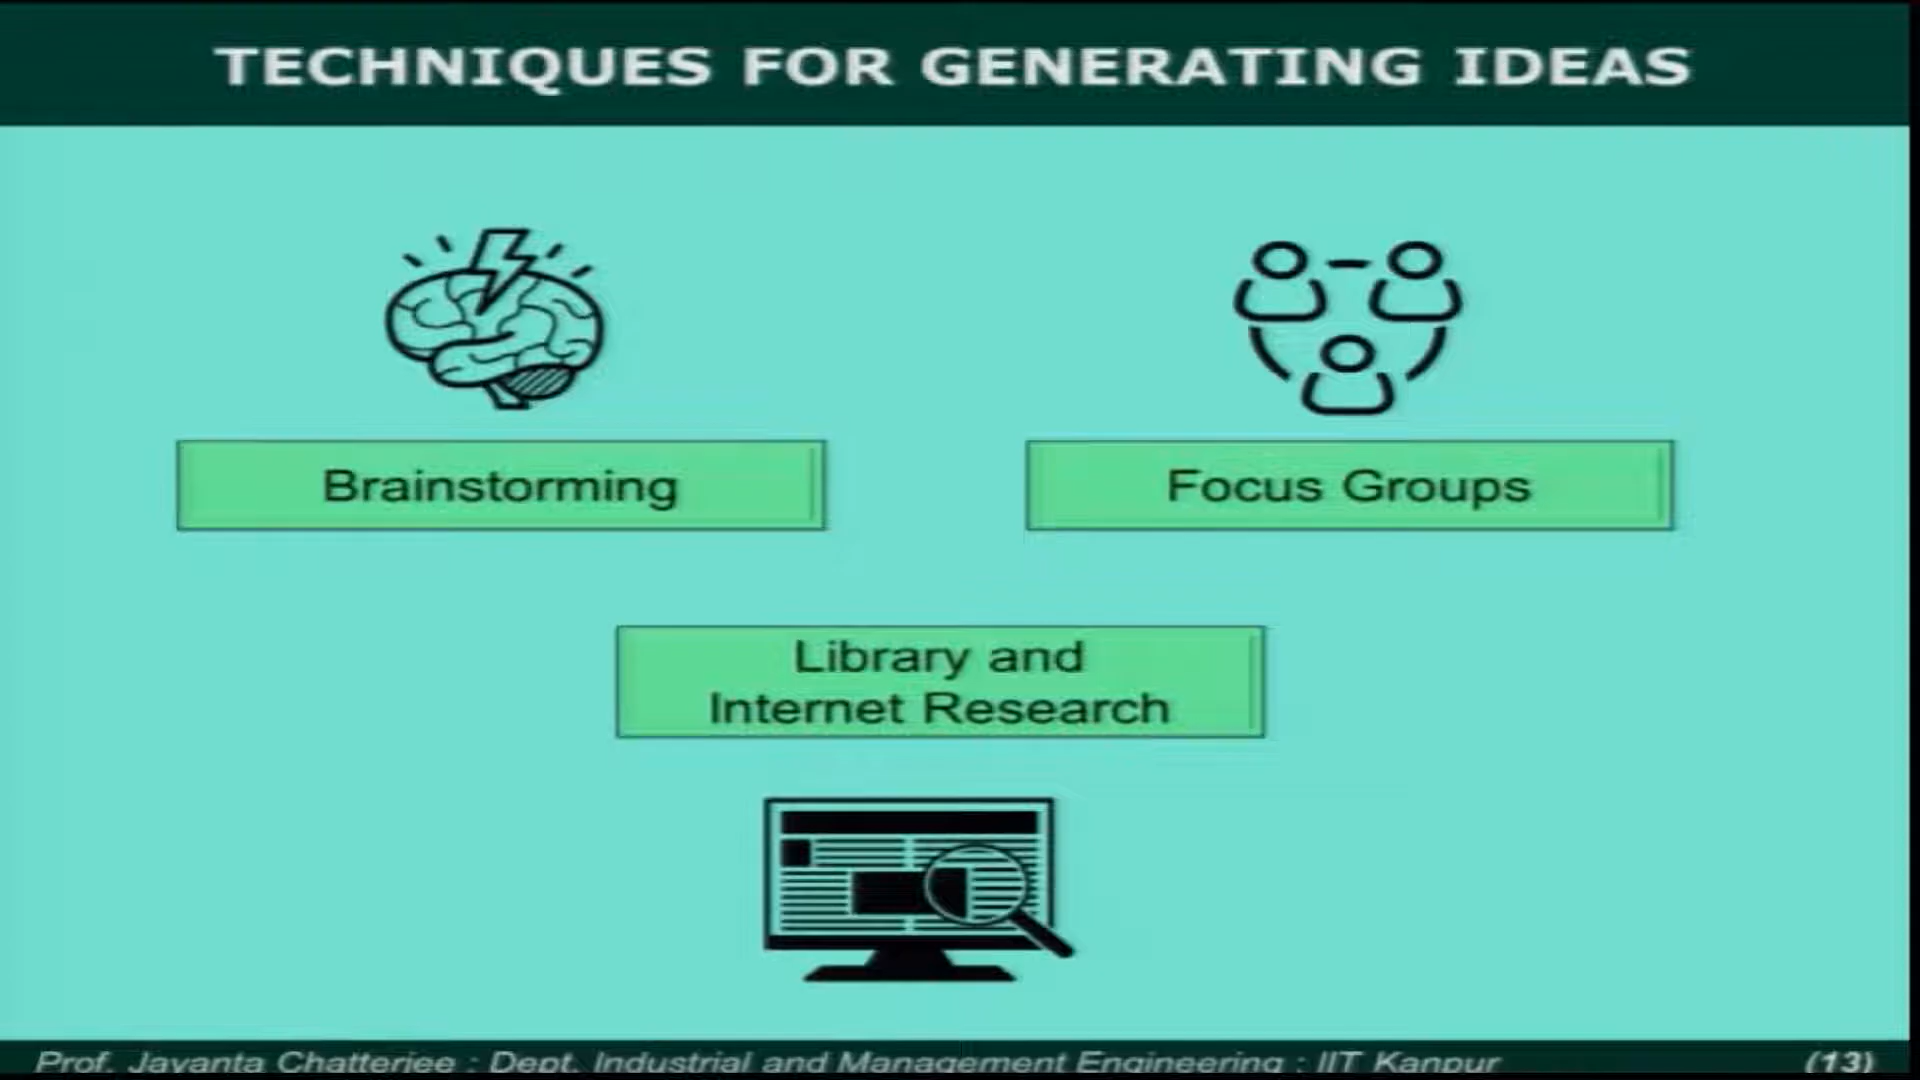 TECHNIQUES FOR GENERATING IDEAS
Brainstorming
Focus Groups
Library and
Internet Research
Prof. Jayanta Chatterjee : Dept. Industrial and Management Engineering : IIT Kanpur
(13)